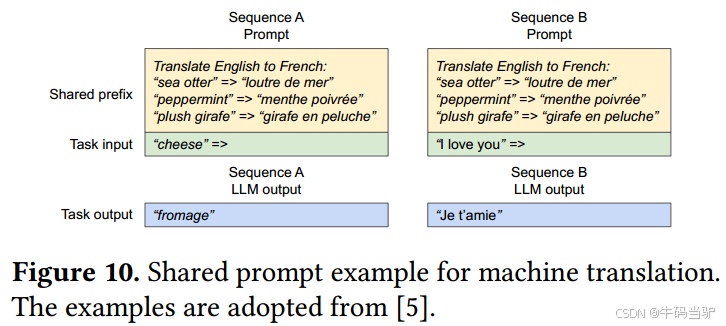 Sequence A
Prompt
Sequence B
Prompt
Shared prefix
Translate English to French:
“sea otter” => “loutre de mer”
“peppermint” => “menthe poivrée”
“plush girafe” => “girafe en peluche”
Translate English to French:
“sea otter” => “loutre de mer”
“peppermint” => “menthe poivrée”
“plush girafe” => “girafe en peluche”
Task input
“cheese” =>
“I love you” =>
Sequence A
LLM output
Sequence B
LLM output
Task output
“fromage”
“Je t’amie”
Figure 10. Shared prompt example for machine translation.
The examples are adopted from [5].
CSDN @牛码当驴